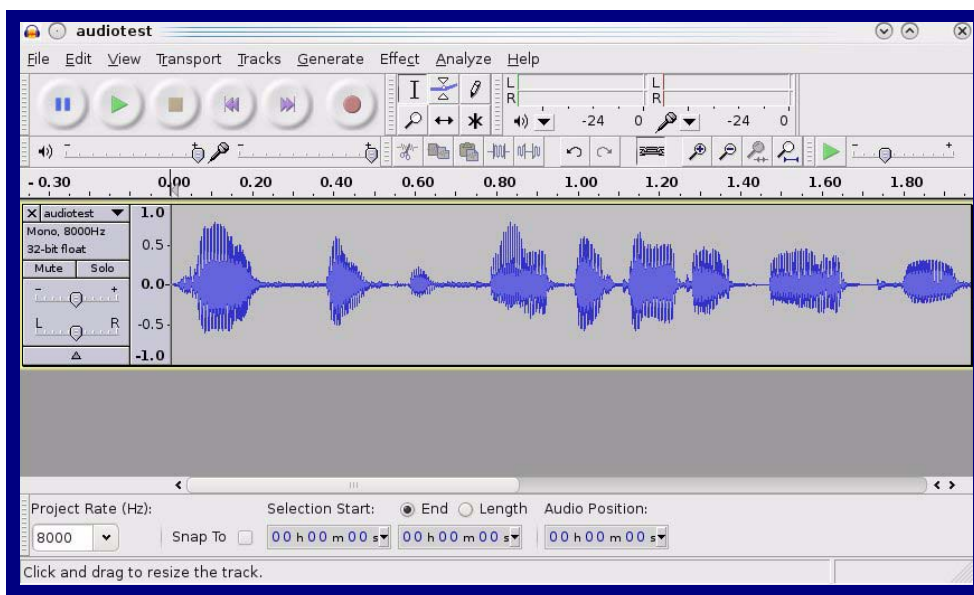 audiotest
File Edit View Transport Tracks Generate Effect Analyze Help
L L
R R
-24 0 -24 0
- 0.30 0.00 0.20 0.40 0.60 0.80 1.00 1.20 1.40 1.60 1.80
X audiotest 1.0
Mono, 8000Hz
32-bit float 0.5
Mute Solo
- + 0.0
L R -0.5
-1.0
Project Rate (Hz): Selection Start: End Length Audio Position:
8000 Snap To 00 h 00 m 00 s 00 h 00 m 00 s 00 h 00 m 00 s
Click and drag to resize the track.